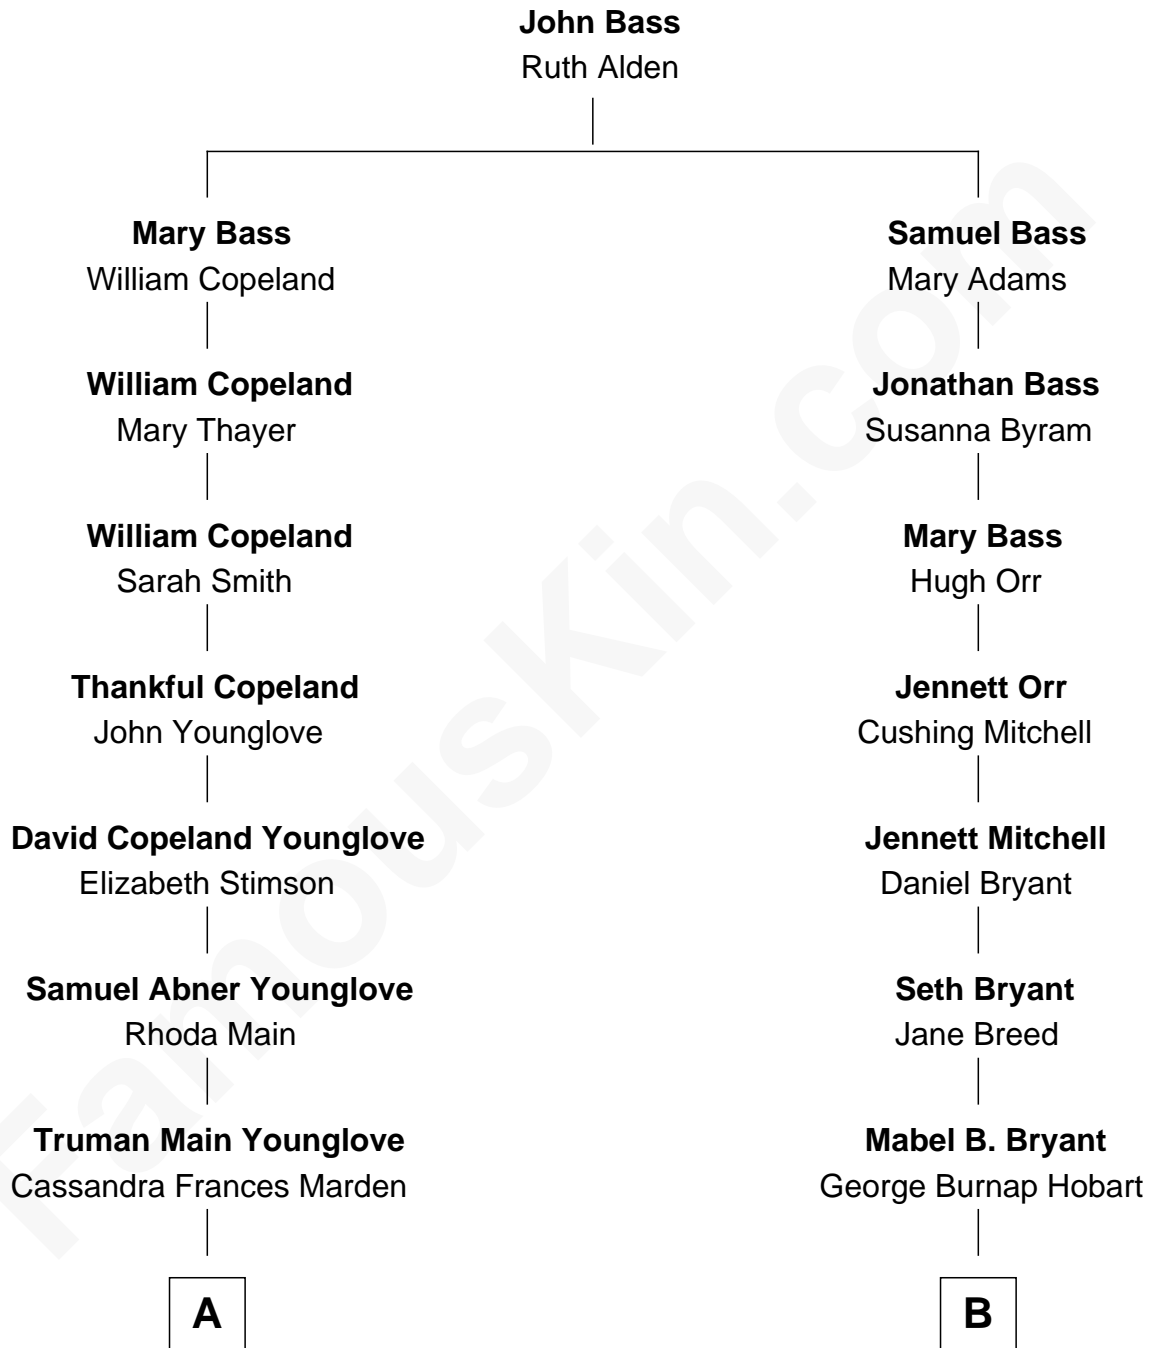 John Bass
Ruth Alden
Mary Bass
William Copeland
Samuel Bass
Mary Adams
William Copeland
Mary Thayer
Jonathan Bass
Susanna Byram
William Copeland
Sarah Smith
Mary Bass
Hugh Orr
Thankful Copeland
John Younglove
Jennett Orr
Cushing Mitchell
David Copeland Younglove
Elizabeth Stimson
Jennett Mitchell
Daniel Bryant
Samuel Abner Younglove
Rhoda Main
Seth Bryant
Jane Breed
Truman Main Younglove
Cassandra Frances Marden
Mabel B. Bryant
George Burnap Hobart
A
B
FamousKin.com